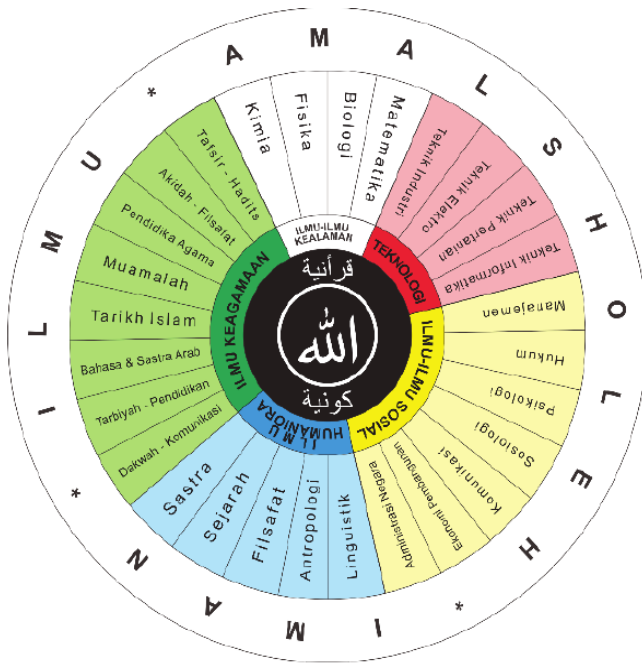 ILMU * AMAL SHOLEH * IMAN *
Kimia
Fisika
Biologi
Matematika
Teknik Industri
Teknik Elektro
Teknik Pertanian
Teknik Informatika
Manajemen
Hukum
Psikologi
Sosiologi
Komunikasi
Ekonomi Pembangunan
Administrasi Negara
Linguistik
Antropologi
Filsafat
Sejarah
Sastra
Dakwah - Komunikasi
Tarbiyah - Pendidikan
Bahasa & Sastra Arab
Tarikh Islam
Muamalah
Pendidika Agama
Akidah - Filsafat
Tafsir - Hadits
ILMU-ILMU
KEALAMAN
TEKNOLOGI
ILMU-ILMU SOSIAL
ILMU
HUMANIORA
ILMU KEAGAMAAN
قرأنية
الله
كونية